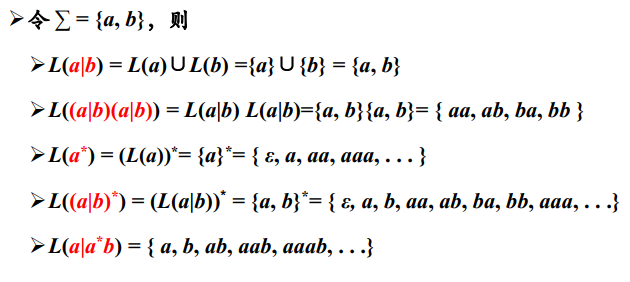 ➤令∑ = {a, b}，则
➤L(a|b) = L(a)∪L(b) ={a}∪{b} = {a, b}
➤L((a|b)(a|b)) = L(a|b) L(a|b)={a, b}{a, b}= { aa, ab, ba, bb }
➤L(a*) = (L(a))*= {a}*= { ε, a, aa, aaa, . . . }
➤L((a|b)*) = (L(a|b))* = {a, b}*= { ε, a, b, aa, ab, ba, bb, aaa, . . .}
➤L(a|a*b) = { a, b, ab, aab, aaab, . . .}